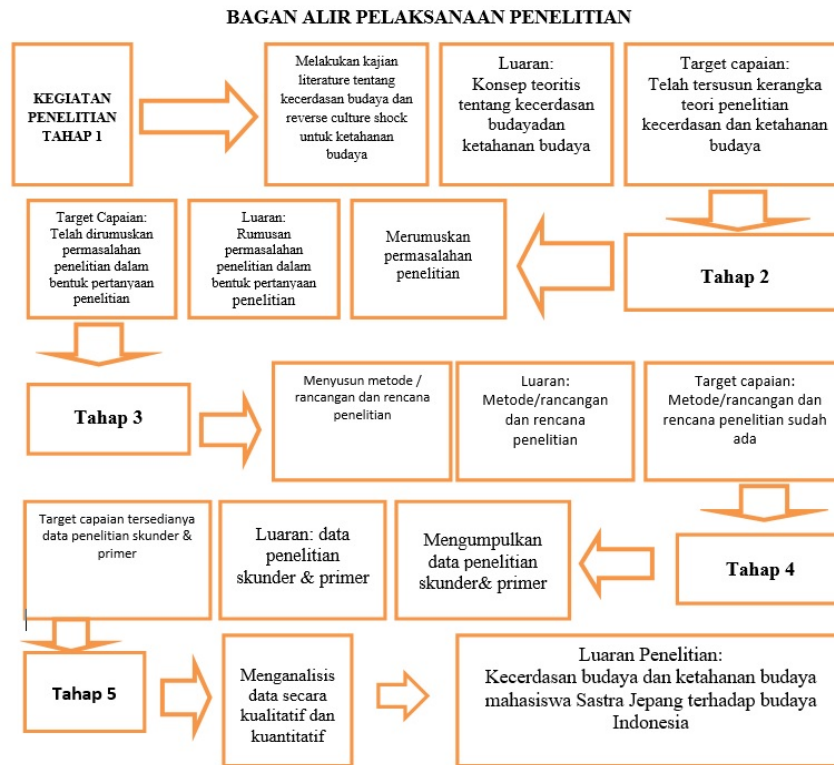 BAGAN ALIR PELAKSANAAN PENELITIAN
KEGIATAN
PENELITIAN
TAHAP 1
Melakukan kajian
literature tentang
kecerdasan budaya dan
reverse culture shock
untuk ketahanan
budaya
Luaran:
Konsep teoritis
tentang kecerdasan
budayadan
ketahanan budaya
Target capaian:
Telah tersusun kerangka
teori penelitian
kecerdasan dan ketahanan
budaya
Tahap 2
Merumuskan
permasalahan
penelitian
Luaran:
Rumusan
permasalahan
penelitian dalam
bentuk pertanyaan
penelitian
Target Capaian:
Telah dirumuskan
permasalahan
penelitian dalam
bentuk pertanyaan
penelitian
Tahap 3
Menyusun metode /
rancangan dan rencana
penelitian
Luaran:
Metode/rancangan
dan rencana
penelitian
Target capaian:
Metode/rancangan dan
rencana penelitian sudah
ada
Tahap 4
Mengumpulkan
data penelitian
skunder& primer
Luaran: data
penelitian
skunder & primer
Target capaian tersedianya
data penelitian skunder &
primer
Tahap 5
Menganalisis
data secara
kualitatif dan
kuantitatif
Luaran Penelitian:
Kecerdasan budaya dan ketahanan budaya
mahasiswa Sastra Jepang terhadap budaya
Indonesia